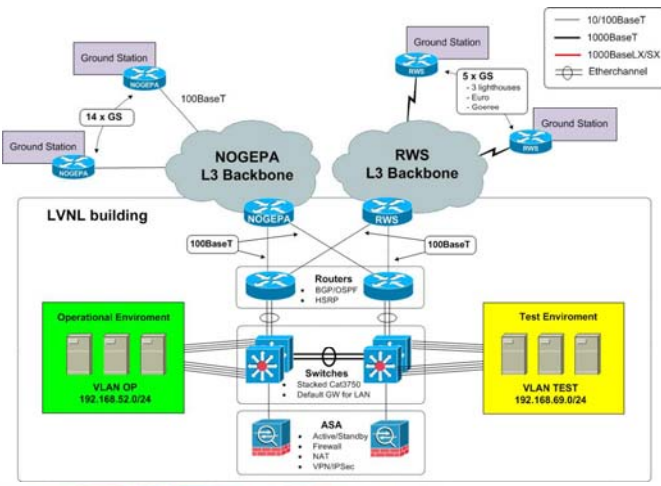 Ground Station
NOGEPA
14 x GS
100BaseT
Ground Station
NOGEPA
NOGEPA
L3 Backbone
Ground Station
RWS
5 x GS
- 3 lighthouses
- Euro
- Goeree
Ground Station
RWS
RWS
L3 Backbone
10/100BaseT
1000BaseT
1000BaseLX/SX
Etherchannel
LVNL building
NOGEPA
RWS
100BaseT
100BaseT
Routers
• BGP/OSPF
• HSRP
Operational Enviroment
VLAN OP
192.168.52.0/24
Switches
• Stacked Cat3750
• Default GW for LAN
Test Enviroment
VLAN TEST
192.168.69.0/24
ASA
• Active/Standby
• Firewall
• NAT
• VPN/IPSec